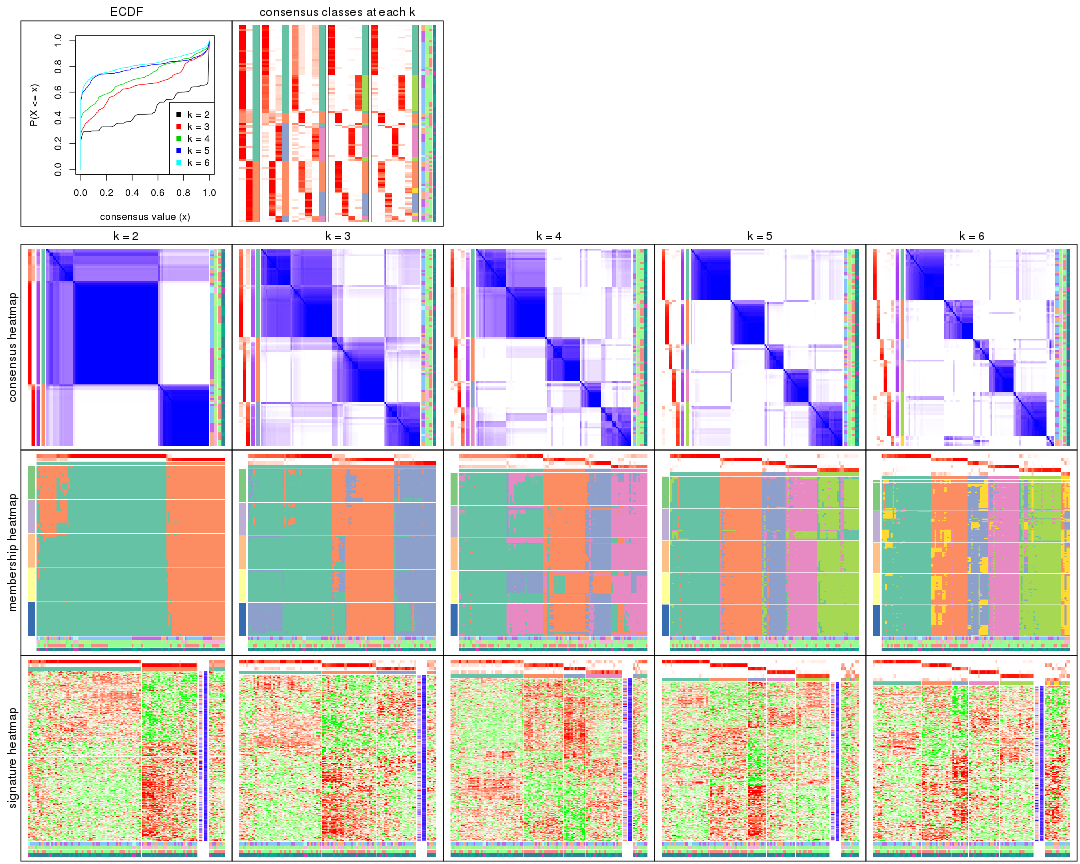 ECDF
consensus classes at each k
P(X <= x)
0.0 0.2 0.4 0.6 0.8 1.0
k = 2
k = 3
k = 4
k = 5
k = 6
0.0 0.2 0.4 0.6 0.8 1.0
consensus value (x)
k = 2
k = 3
k = 4
k = 5
k = 6
consensus heatmap
membership heatmap
signature heatmap